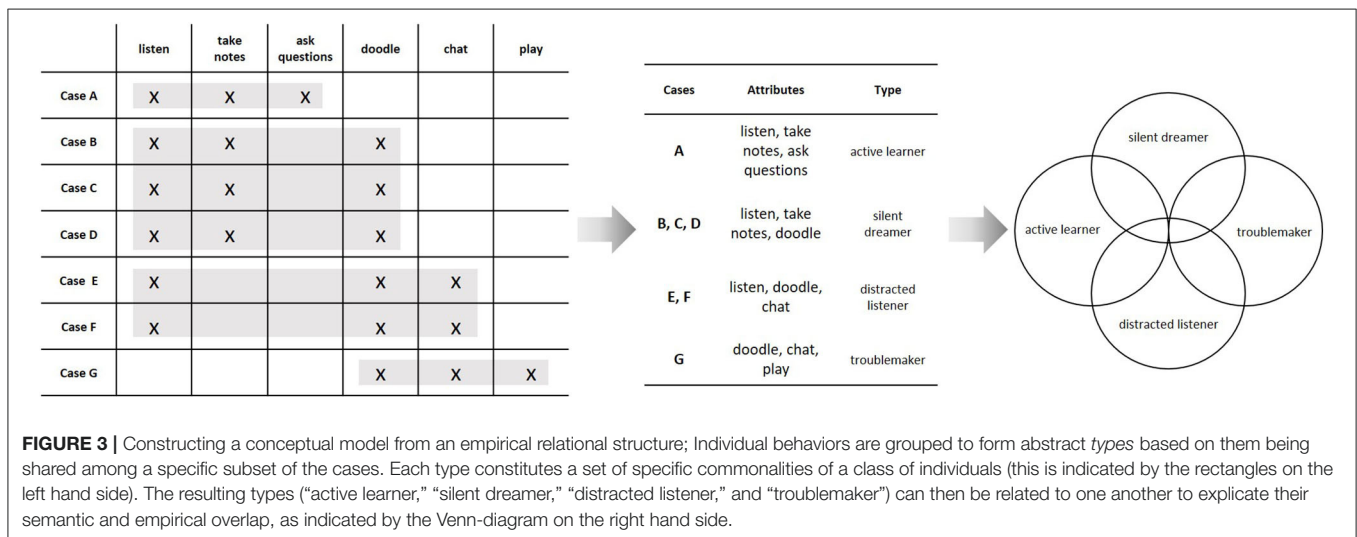 listen take notes ask questions doodle chat play
Case A X X X
Case B X X X
Case C X X X
Case D X X X
Case E X X X
Case F X X X
Case G X X X
Cases Attributes Type
A listen, take notes, ask questions active learner
B, C, D listen, take notes, doodle silent dreamer
E, F listen, doodle, chat distracted listener
G doodle, chat, play troublemaker
silent dreamer
active learner troublemaker
distracted listener
FIGURE 3 | Constructing a conceptual model from an empirical relational structure; Individual behaviors are grouped to form abstract types based on them being
shared among a specific subset of the cases. Each type constitutes a set of specific commonalities of a class of individuals (this is indicated by the rectangles on the
left hand side). The resulting types (“active learner,” “silent dreamer,” “distracted listener,” and “troublemaker”) can then be related to one another to explicate their
semantic and empirical overlap, as indicated by the Venn-diagram on the right hand side.